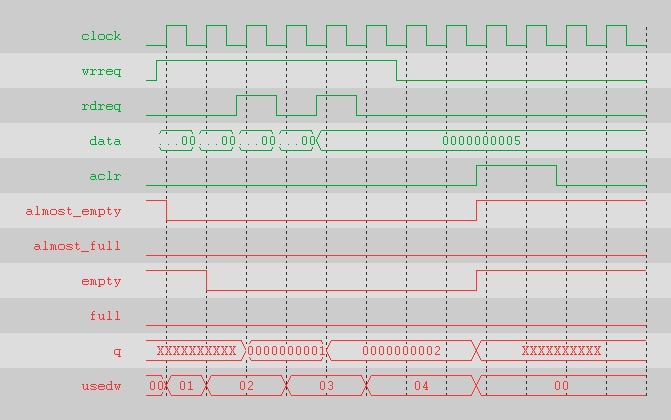 clock
wrreq
rdreq
data ...00 ...00 ...00 ...00 0000000005
aclr
almost_empty
almost_full
empty
full
q XXXXXXXXXX 0000000001 0000000002 XXXXXXXXXX
usedw 00 01 02 03 04 00